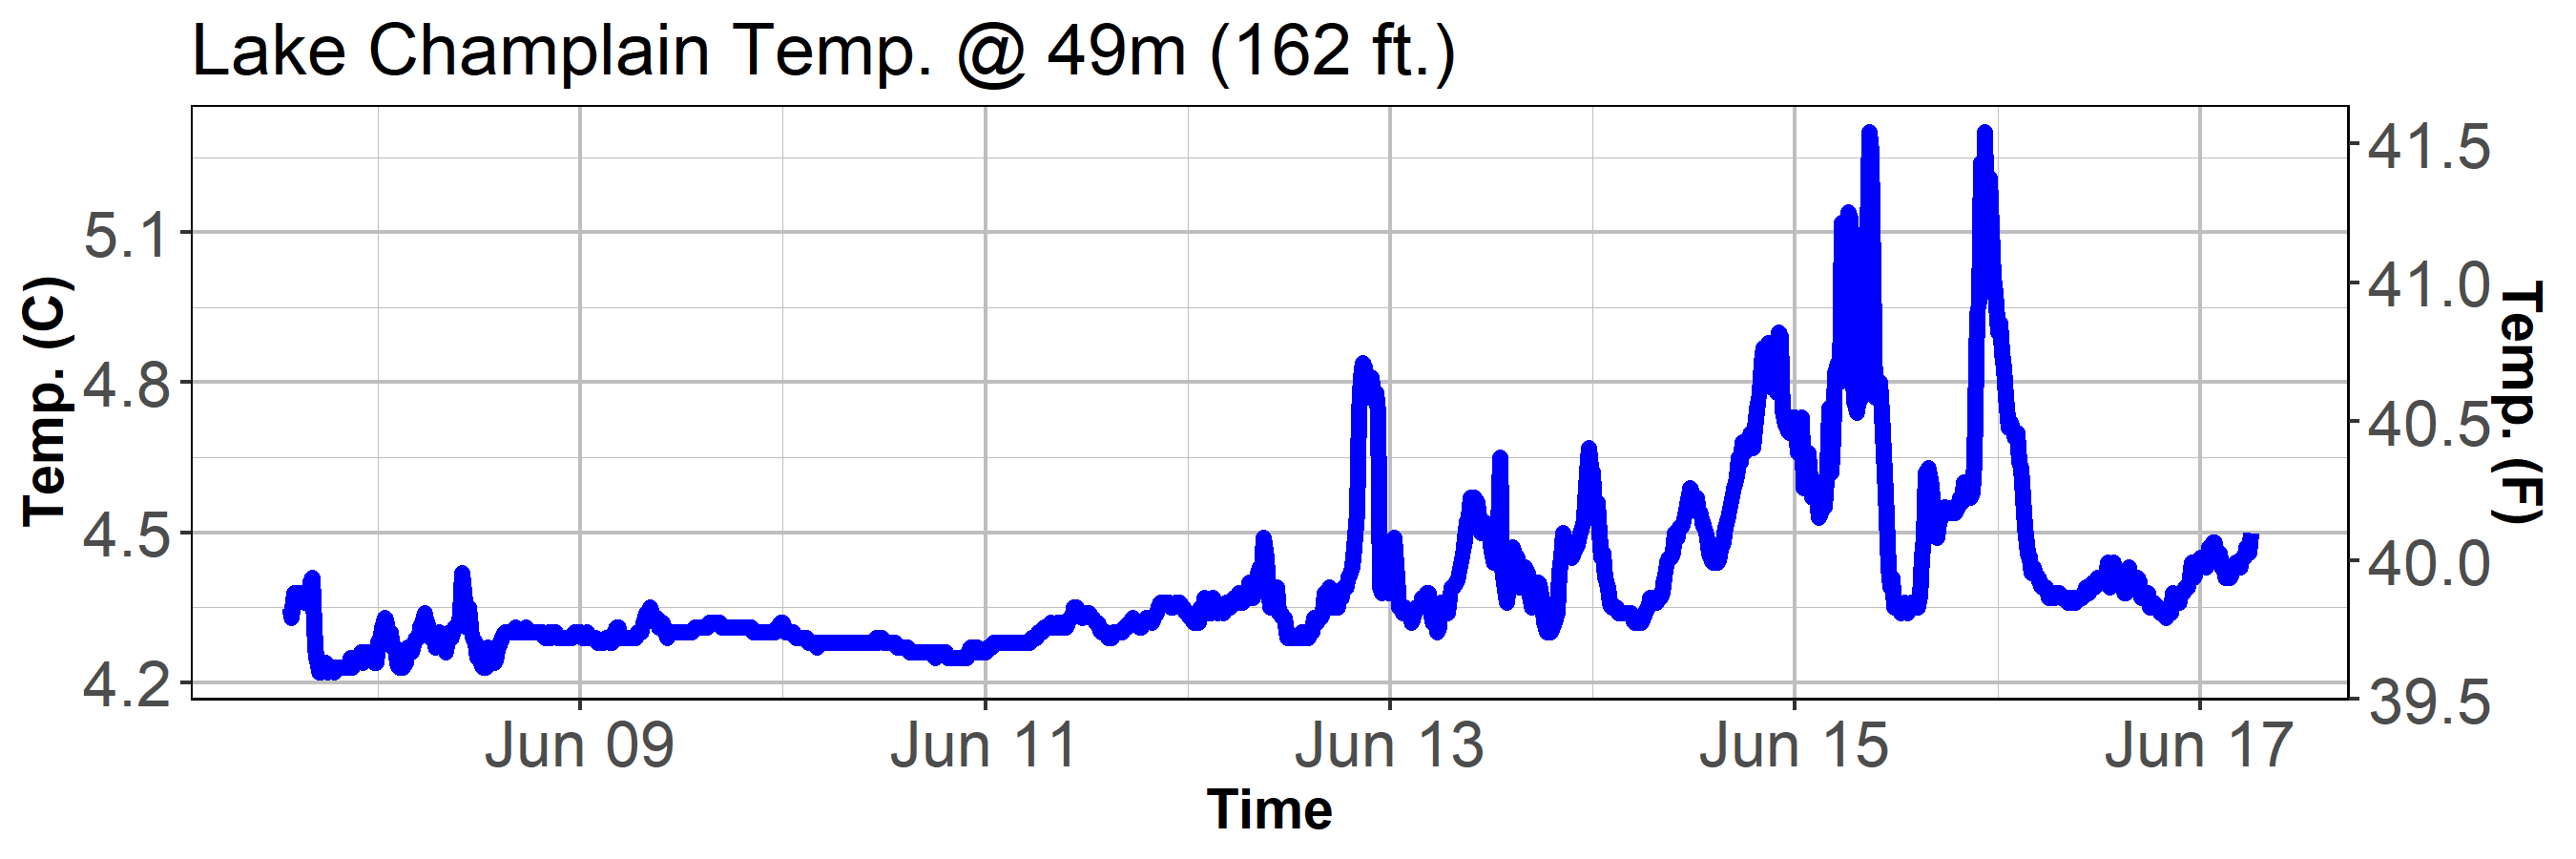 Lake Champlain Temp. @ 49m (162 ft.)
Temp. (C)
5.1
4.8
4.5
4.2
41.5
41.0
40.5
40.0
39.5
Temp. (F)
Jun 09 Jun 11 Jun 13 Jun 15 Jun 17
Time